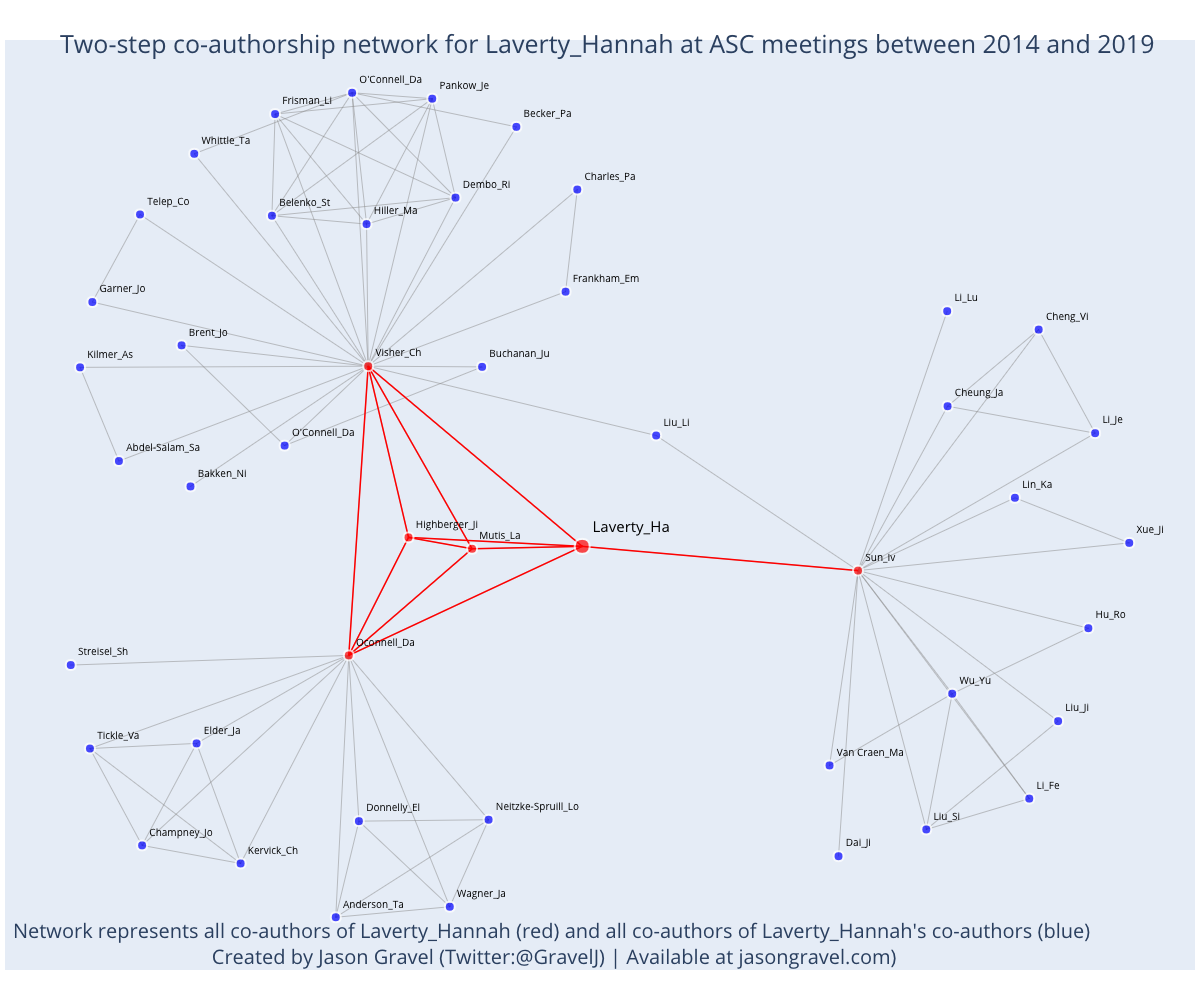 Two-step co-authorship network for Laverty_Hannah at ASC meetings between 2014 and 2019
O'Connell_Da
Pankow_Je
Frisman_Li
Becker_Pa
Whittle_Ta
Charles_Pa
Dembo_Ri
Telep_Co
Belenko_St
Hiller_Ma
Frankham_Em
Garner_Jo
Li_Lu
Cheng_Vi
Brent_Jo
Kilmer_As
Visher_Ch
Buchanan_Ju
Cheung_Ja
Liu_Li
Li_Je
O'Connell_Da
Abdel-Salam_Sa
Bakken_Ni
Lin_Ka
Highberger_Ji
Laverty_Ha
Mutis_La
Xue_Ji
Sun_Iv
Hu_Ro
Oconnell_Da
Streisel_Sh
Wu_Yu
Liu_Ji
Tickle_Va
Elder_Ja
Van Craen_Ma
Li_Fe
Donnelly_El
Neitzke-Spruill_Lo
Liu_Si
Champney_Jo
Kervick_Ch
Dai_Ji
Wagner_Ja
Anderson_Ta
Network represents all co-authors of Laverty_Hannah (red) and all co-authors of Laverty_Hannah's co-authors (blue)
Created by Jason Gravel (Twitter:@GravelJ) | Available at jasongravel.com)